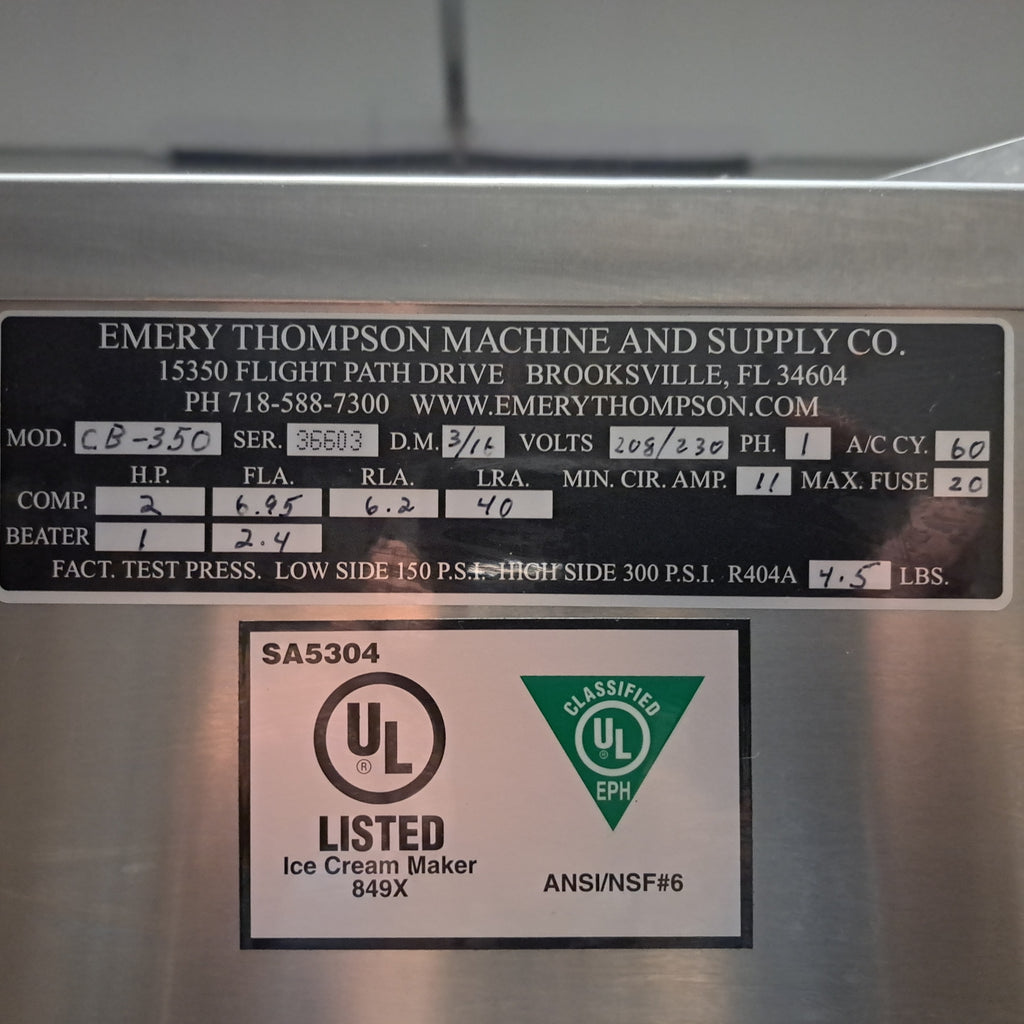 EMERY THOMPSON MACHINE AND SUPPLY CO.
15350 FLIGHT PATH DRIVE BROOKSVILLE, FL 34604
PH 718-588-7300 WWW.EMERYTHOMPSON.COM
MOD. CB-350 SER. 36603 D.M. 3/16 VOLTS 208/230 PH. 1 A/C CY. 60
H.P. FLA. RLA. LRA. MIN. CIR. AMP. 11 MAX. FUSE 20
COMP. 2 6.95 6.2 40
BEATER 1 2.4
FACT. TEST PRESS. LOW SIDE 150 P.S.I. HIGH SIDE 300 P.S.I. R404A 4.5 LBS.
SA5304
UL
®
LISTED
Ice Cream Maker
849X
CLASSIFIED
UL
®
EPH
ANSI/NSF#6